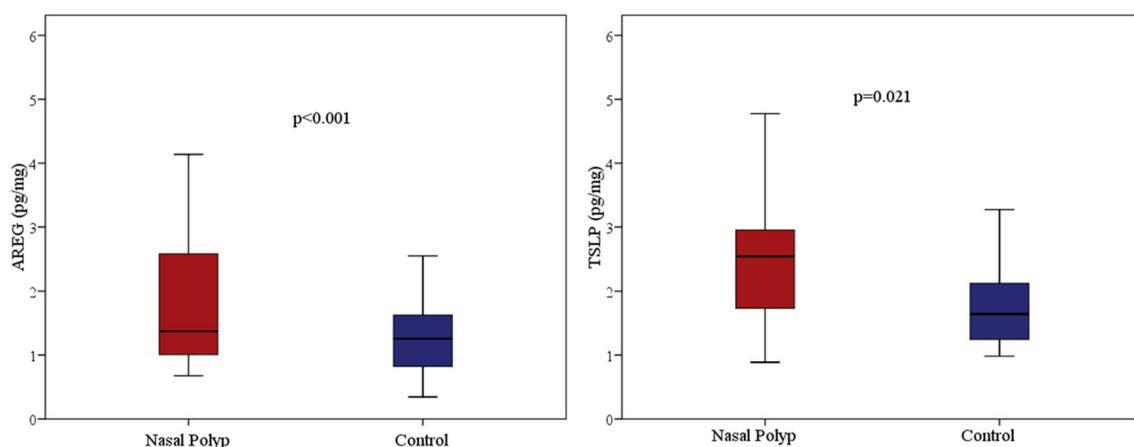 6
5
4
3
2
1
0
AREG (pg/mg)
p<0.001
Nasal Polyp
Control
6
5
4
3
2
1
0
TSLP (pg/mg)
p=0.021
Nasal Polyp
Control